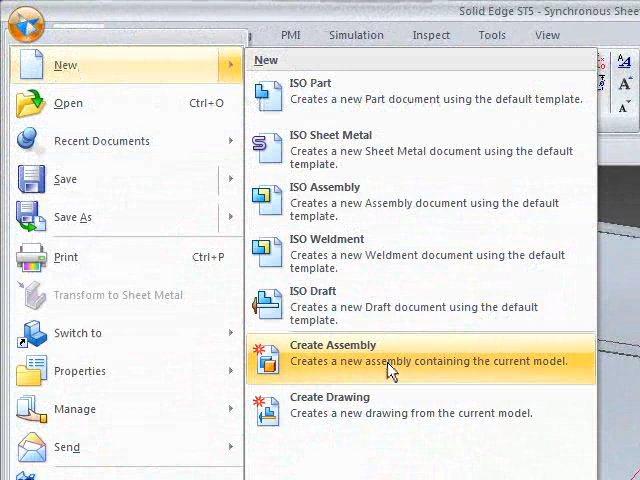 Solid Edge ST5 - Synchronous Shee
PMI Simulation Inspect Tools View
New
Open Ctrl+O
Recent Documents
Save
Save As
Print Ctrl+P
Transform to Sheet Metal
Switch to
Properties
Manage
Send
New
ISO Part
Creates a new Part document using the default template.
ISO Sheet Metal
Creates a new Sheet Metal document using the default
template.
ISO Assembly
Creates a new Assembly document using the default
template.
ISO Weldment
Creates a new Weldment document using the default
template.
ISO Draft
Creates a new Draft document using the default
template.
Create Assembly
Creates a new assembly containing the current model.
Create Drawing
Creates a new drawing from the current model.